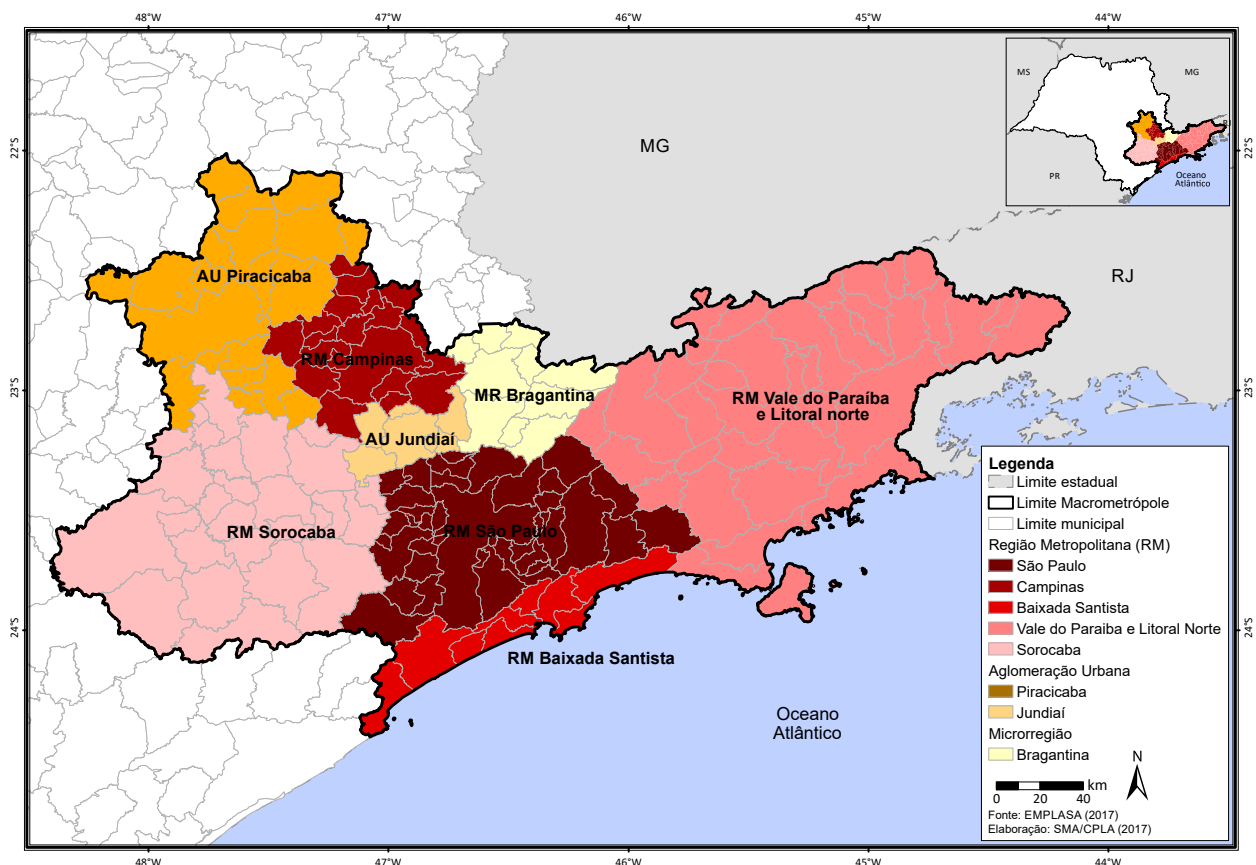 48°W
47°W
46°W
45°W
44°W
MS
MG
PR
Oceano
Atlântico
22°S
22°S
MG
RJ
AU Piracicaba
RM Campinas
23°S
23°S
MR Bragantina
RM Vale do Paraíba
e Litoral norte
AU Jundiaí
RM Sorocaba
RM São Paulo
24°S
24°S
RM Baixada Santista
Oceano
Atlântico
Legenda
Limite estadual
Limite Macrometrópole
Limite municipal
Região Metropolitana (RM)
São Paulo
Campinas
Baixada Santista
Vale do Paraiba e Litoral Norte
Sorocaba
Aglomeração Urbana
Piracicaba
Jundiaí
Microrregião
Bragantina
N
km
0 20 40
Fonte: EMPLASA (2017)
Elaboração: SMA/CPLA (2017)
48°W
47°W
46°W
45°W
44°W